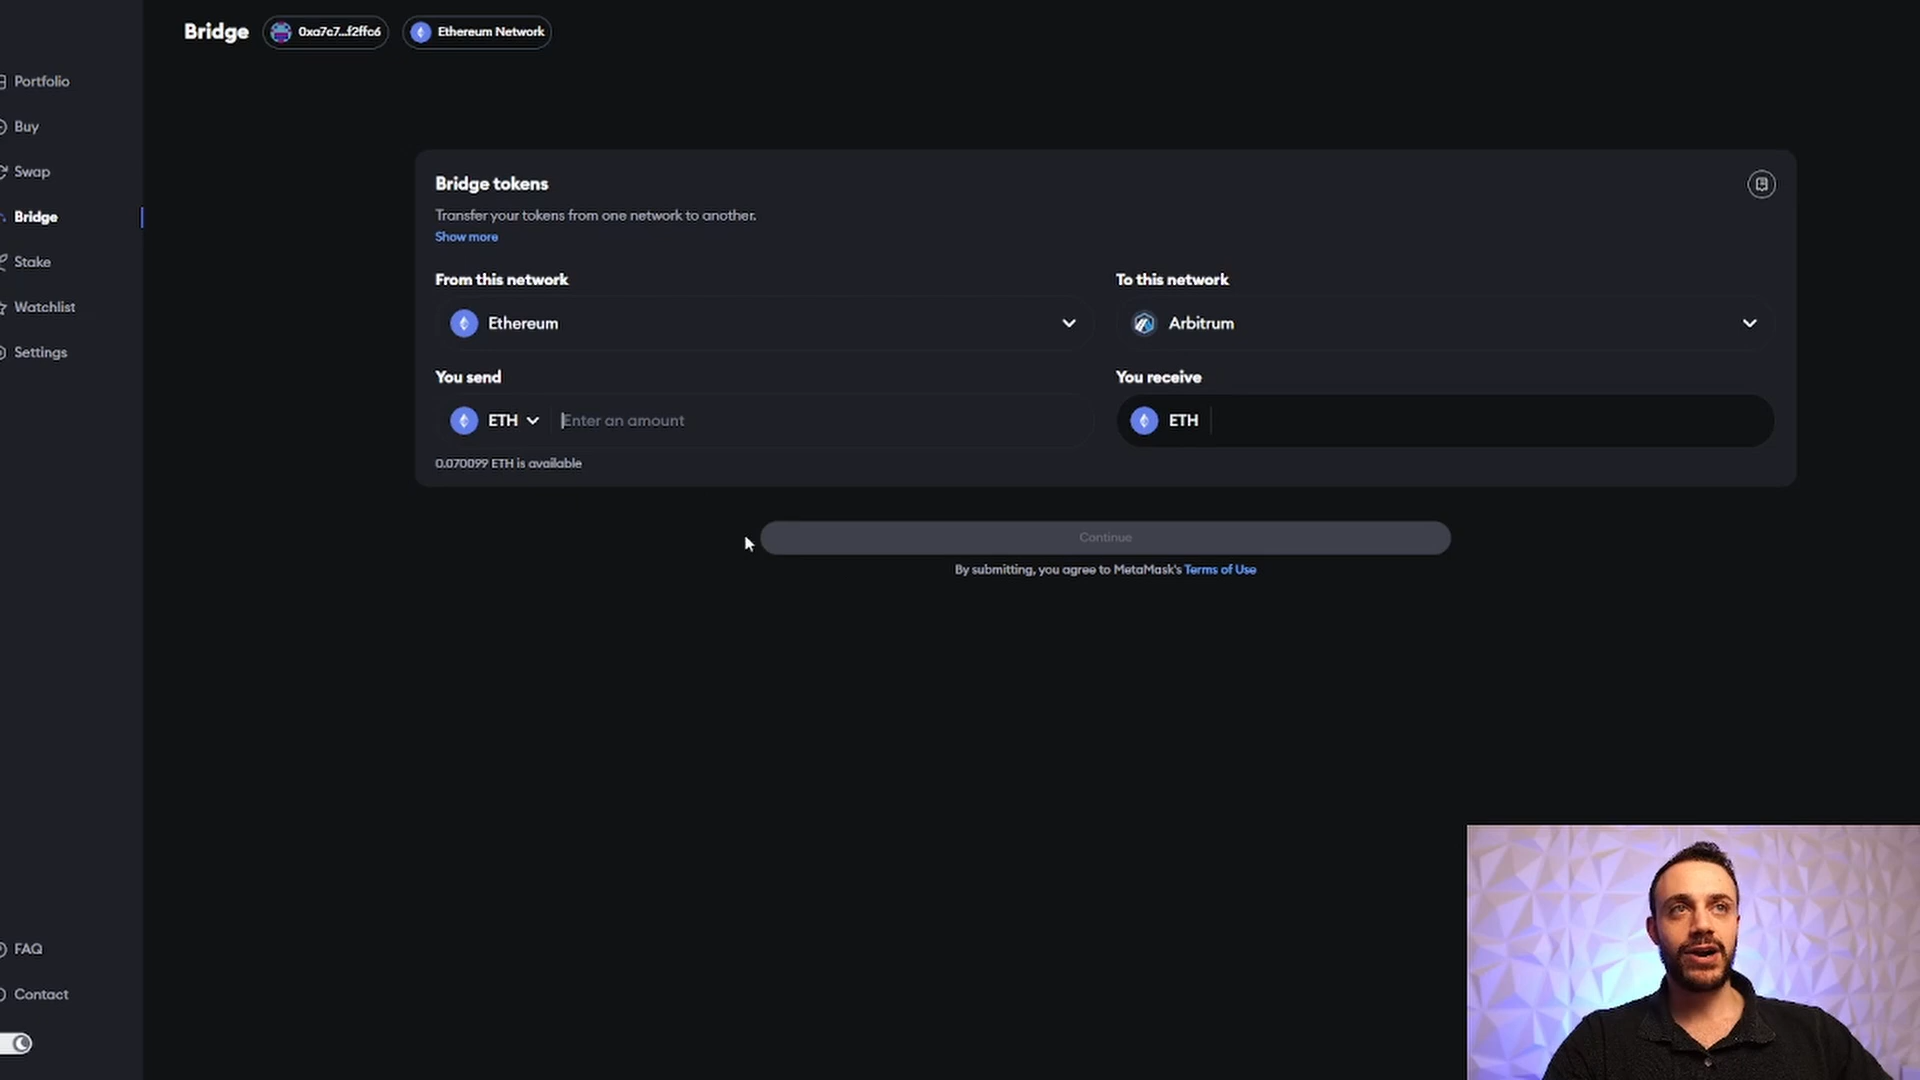 Bridge
0xa7c7...f2ffc6
Ethereum Network
Portfolio
Buy
Swap
Bridge
Stake
Watchlist
Settings
FAQ
Contact
Bridge tokens
Transfer your tokens from one network to another.
Show more
From this network
Ethereum
To this network
Arbitrum
You send
ETH
Enter an amount
0.070099 ETH is available
You receive
ETH
Continue
By submitting, you agree to MetaMask's Terms of Use